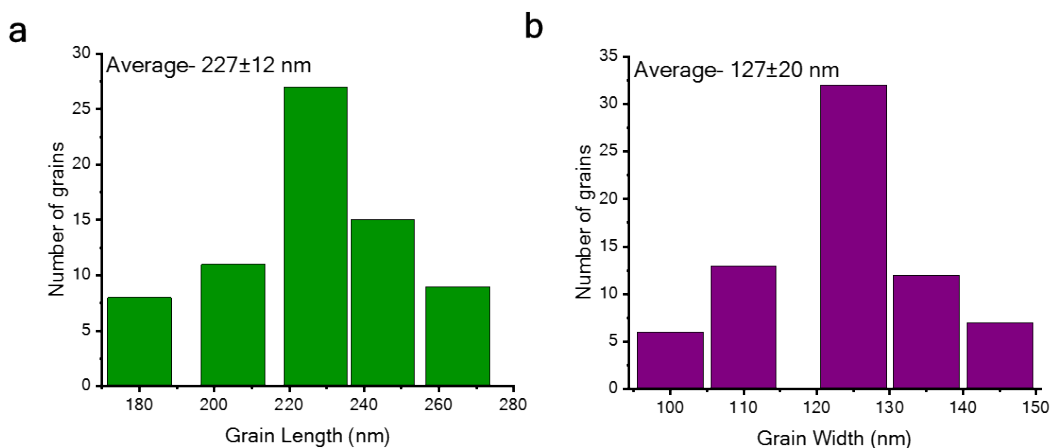 a
Average- 227±12 nm
30
25
20
15
10
5
0
Number of grains
180 200 220 240 260 280
Grain Length (nm)
b
Average- 127±20 nm
35
30
25
20
15
10
5
0
Number of grains
100 110 120 130 140 150
Grain Width (nm)